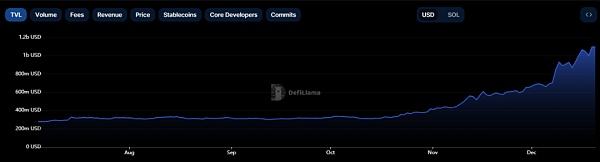 TVL Volume Fees Revenue Price Stablecoins Core Developers Commits USD SOL <>
1.2b USD
1b USD
800m USD
DefiLlama
600m USD
400m USD
200m USD
0 USD
Aug Sep Oct Nov Dec